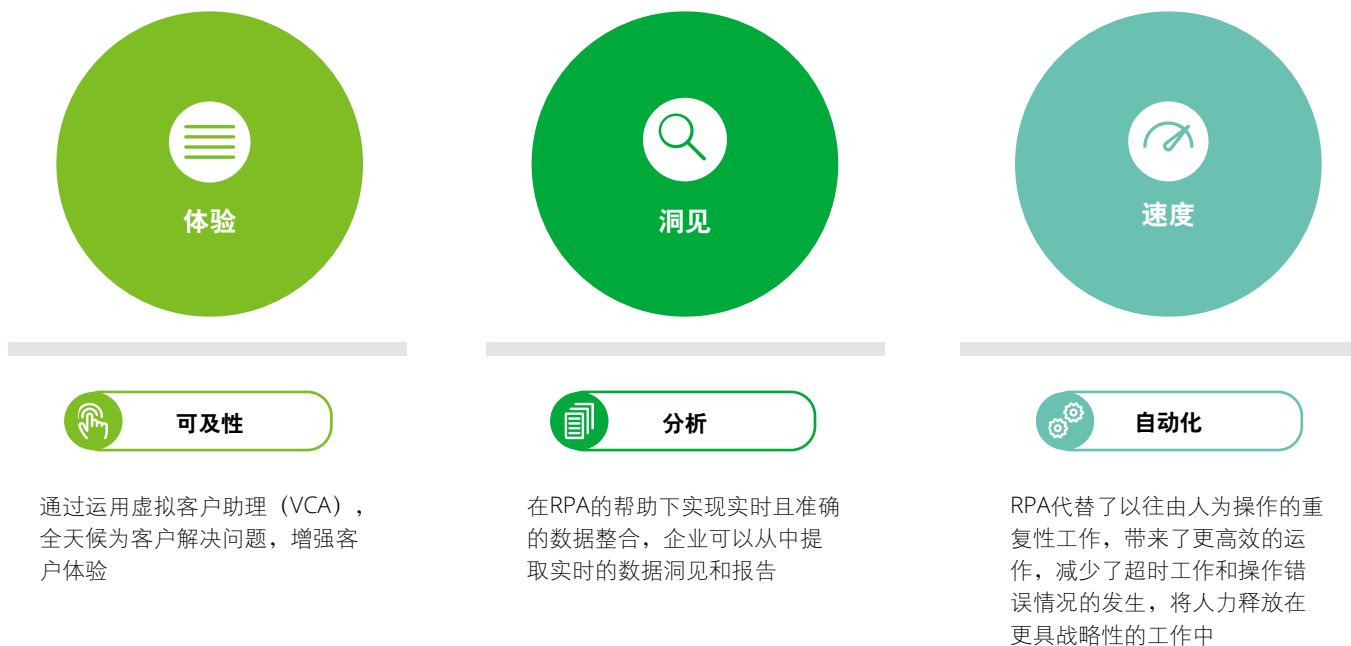 体验
洞见
速度
可及性
分析
自动化
通过运用虚拟客户助理（VCA），
全天候为客户解决问题，增强客
户体验
在RPA的帮助下实现实时且准确
的数据整合，企业可以从中提
取实时的数据洞见和报告
RPA代替了以往由人为操作的重
复性工作，带来了更高效的运
作，减少了超时工作和操作错
误情况的发生，将人力释放在
更具战略性的工作中